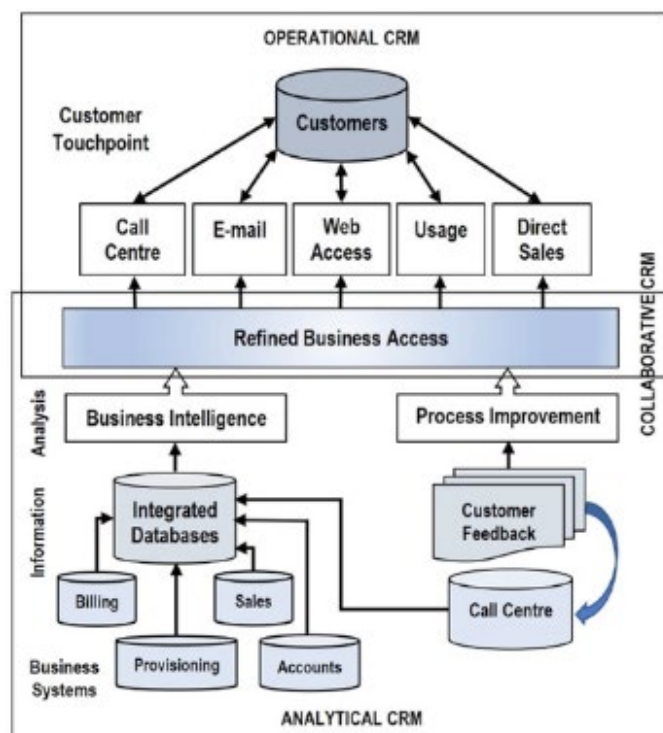 OPERATIONAL CRM
Customer
Touchpoint
Customers
Call
Centre
E-mail
Web
Access
Usage
Direct
Sales
COLLABORATIVE CRM
Refined Business Access
Analysis
Business Intelligence
Process Improvement
Information
Integrated
Databases
Customer
Feedback
Billing
Sales
Call Centre
Provisioning
Accounts
Business
Systems
ANALYTICAL CRM